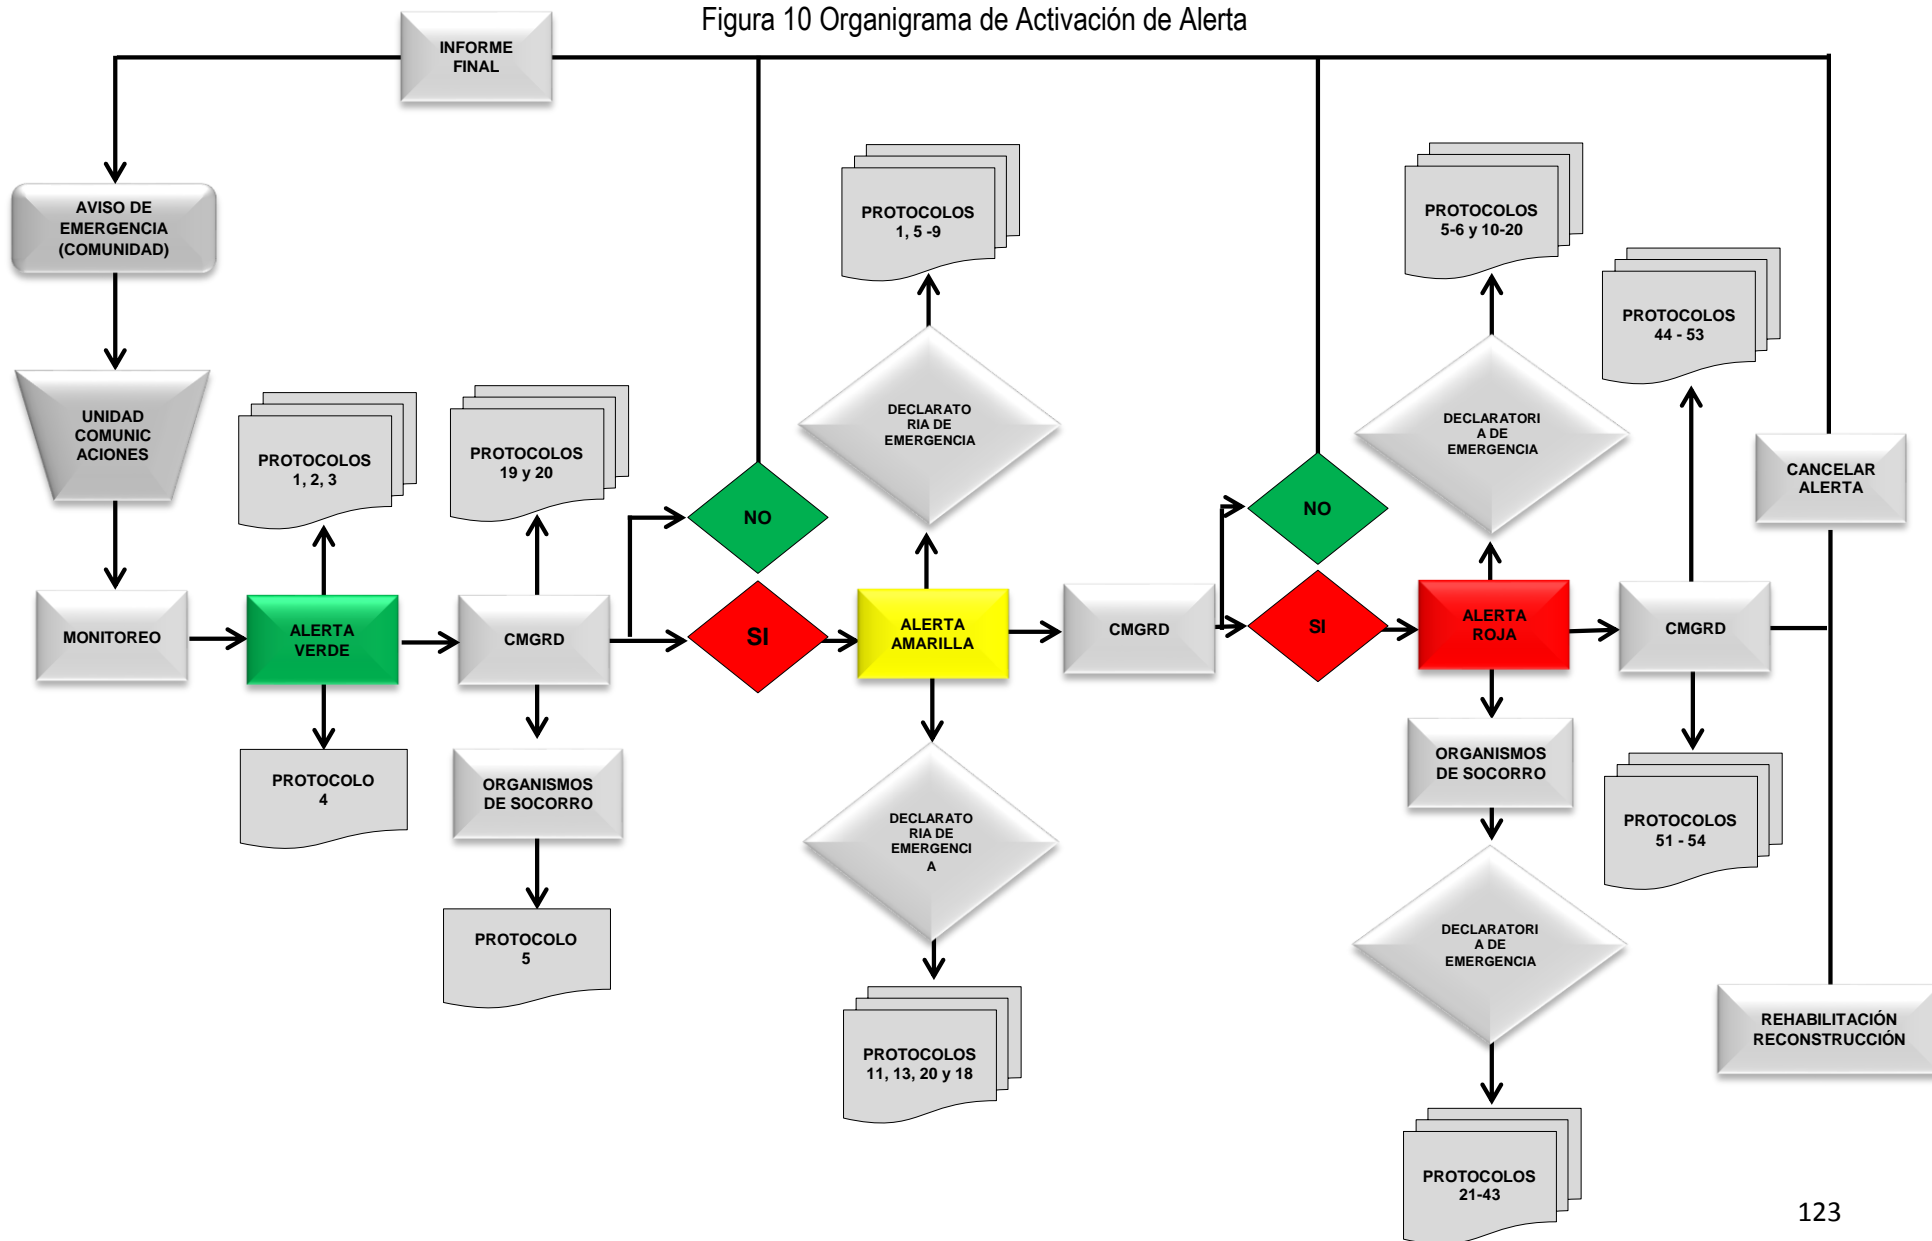 Figura 10 Organigrama de Activación de Alerta
INFORME
FINAL
AVISO DE
EMERGENCIA
(COMUNIDAD)
UNIDAD
COMUNIC
ACIONES
MONITOREO
PROTOCOLOS
1, 2, 3
ALERTA
VERDE
PROTOCOLO
4
PROTOCOLOS
19 y 20
CMGRD
ORGANISMOS
DE SOCORRO
PROTOCOLO
5
NO
SI
PROTOCOLOS
1, 5 -9
DECLARATO
RIA DE
EMERGENCIA
ALERTA
AMARILLA
DECLARATO
RIA DE
EMERGENCI
A
PROTOCOLOS
11, 13, 20 y 18
CMGRD
NO
SI
PROTOCOLOS
5-6 y 10-20
DECLARATORI
A DE
EMERGENCIA
ALERTA
ROJA
ORGANISMOS
DE SOCORRO
DECLARATORI
A DE
EMERGENCIA
PROTOCOLOS
21-43
PROTOCOLOS
44 - 53
CMGRD
PROTOCOLOS
51 - 54
CANCELAR
ALERTA
REHABILITACIÓN
RECONSTRUCCIÓN
123